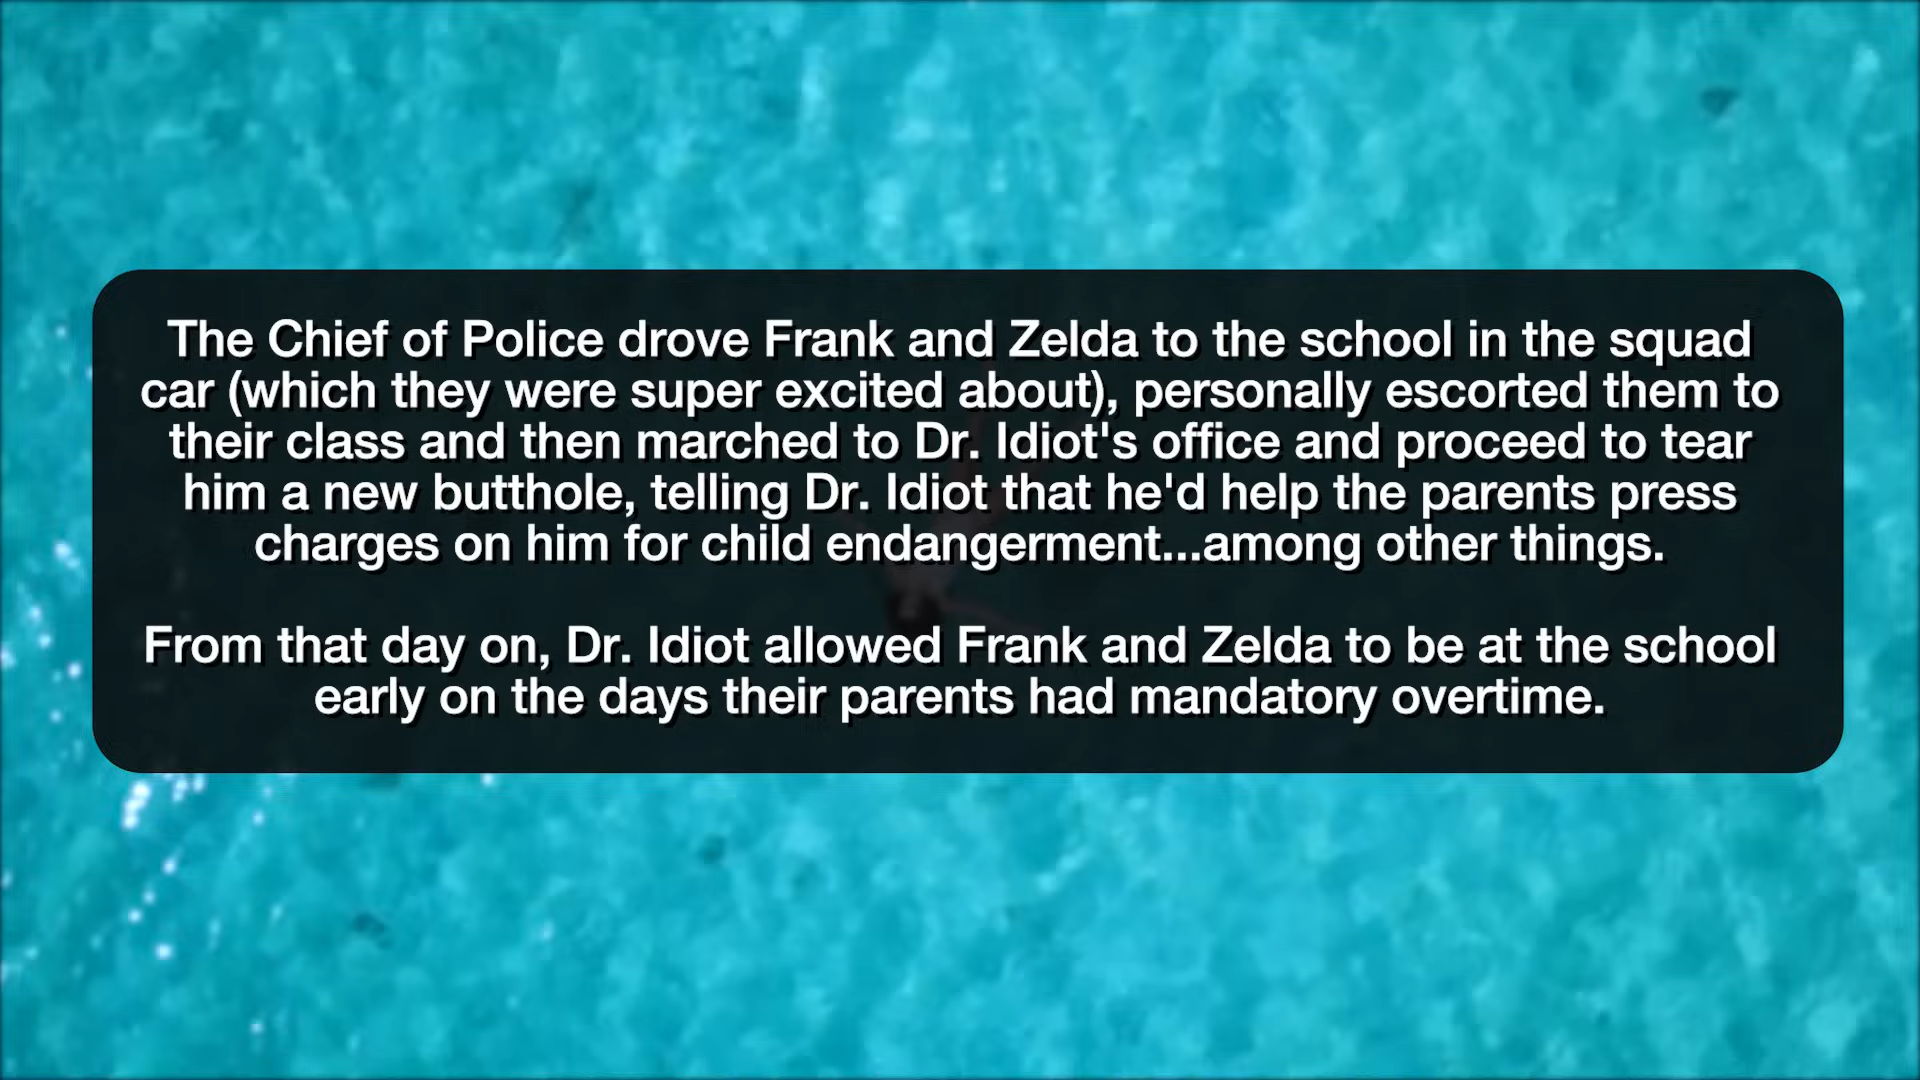 The Chief of Police drove Frank and Zelda to the school in the squad
car (which they were super excited about), personally escorted them to
their class and then marched to Dr. Idiot's office and proceed to tear
him a new butthole, telling Dr. Idiot that he'd help the parents press
charges on him for child endangerment...among other things.
From that day on, Dr. Idiot allowed Frank and Zelda to be at the school
early on the days their parents had mandatory overtime.